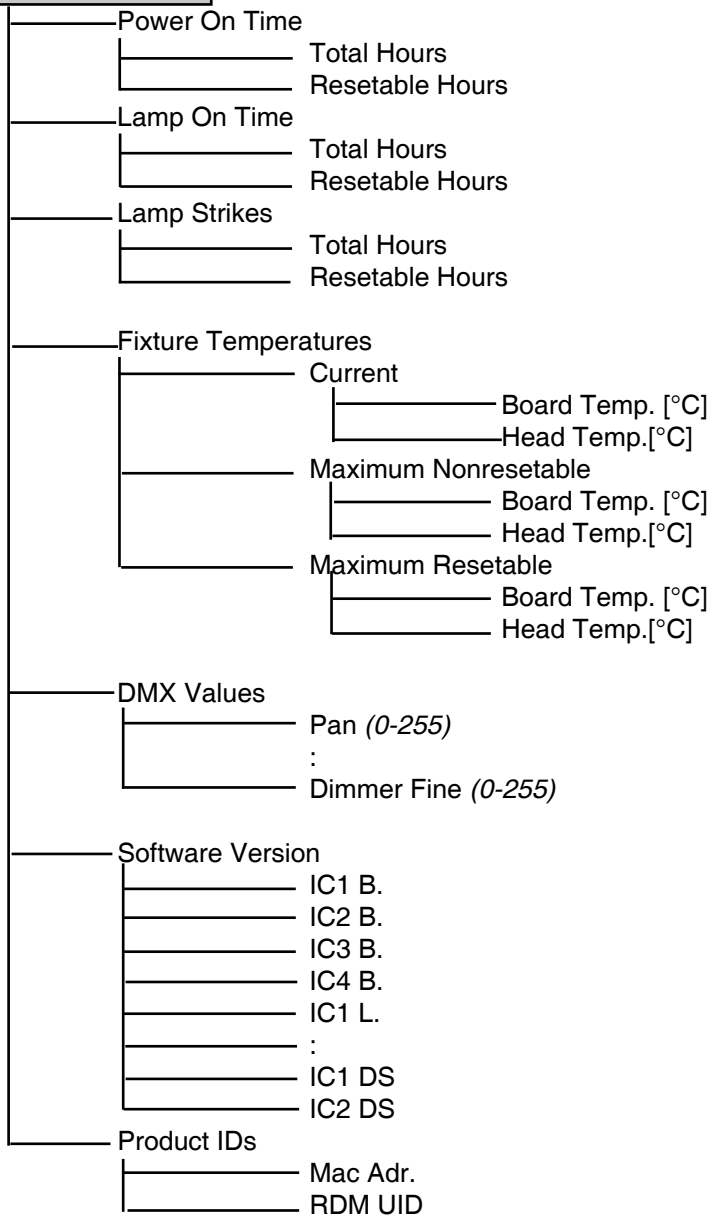 Power On Time
Total Hours
Resetable Hours
Lamp On Time
Total Hours
Resetable Hours
Lamp Strikes
Total Hours
Resetable Hours
Fixture Temperatures
Current
Board Temp. [°C]
Head Temp.[°C]
Maximum Nonresetable
Board Temp. [°C]
Head Temp.[°C]
Maximum Resetable
Board Temp. [°C]
Head Temp.[°C]
DMX Values
Pan (0-255)
:
Dimmer Fine (0-255)
Software Version
IC1 B.
IC2 B.
IC3 B.
IC4 B.
IC1 L.
:
IC1 DS
IC2 DS
Product IDs
Mac Adr.
RDM UID